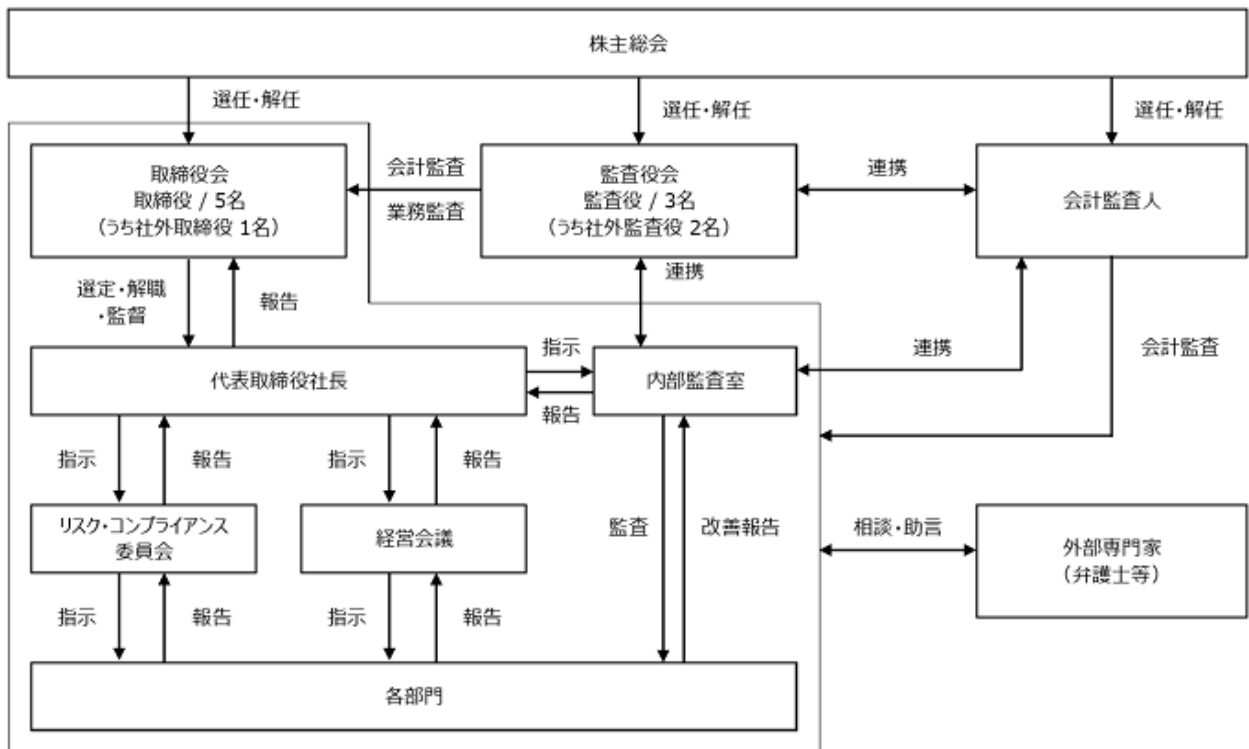 株主総会
選任・解任
選任・解任
選任・解任
取締役会
取締役 / 5名
（うち社外取締役 1名）
会計監査
業務監査
監査役会
監査役 / 3名
（うち社外監査役 2名）
連携
会計監査人
選定・解職
・監督
報告
連携
代表取締役社長
指示
報告
内部監査室
連携
会計監査
指示
報告
指示
報告
リスク・コンプライアンス
委員会
経営会議
監査
改善報告
相談・助言
外部専門家
（弁護士等）
指示
報告
指示
報告
各部門